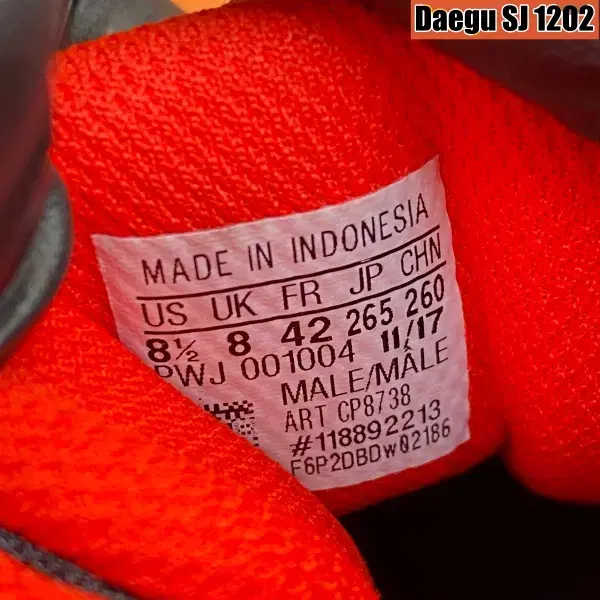 Daegu SJ 1202
MADE IN INDONESIA
US UK FR JP CHN
8½ 8 42 265 260
PWJ 001004 11/17
MALE/MÂLE
ART CP8738
#118892213
F6P2DBDw02186